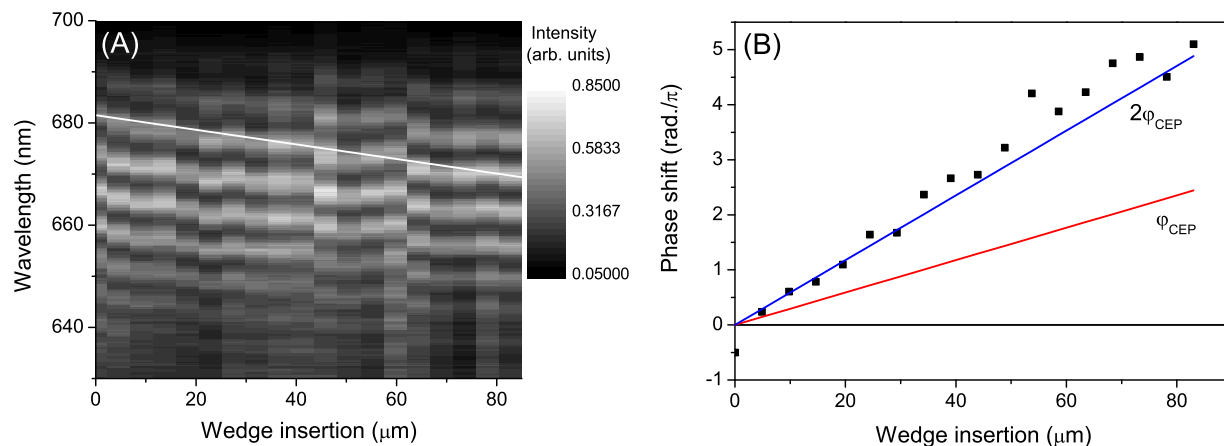 (A)
Wavelength (nm)
700
680
660
640
0
20
40
60
80
Wedge insertion (μm)
Intensity
(arb. units)
0.8500
0.5833
0.3167
0.05000
(B)
Phase shift (rad./π)
5
4
3
2
1
0
-1
2φCEP
φCEP
0
20
40
60
80
Wedge insertion (μm)